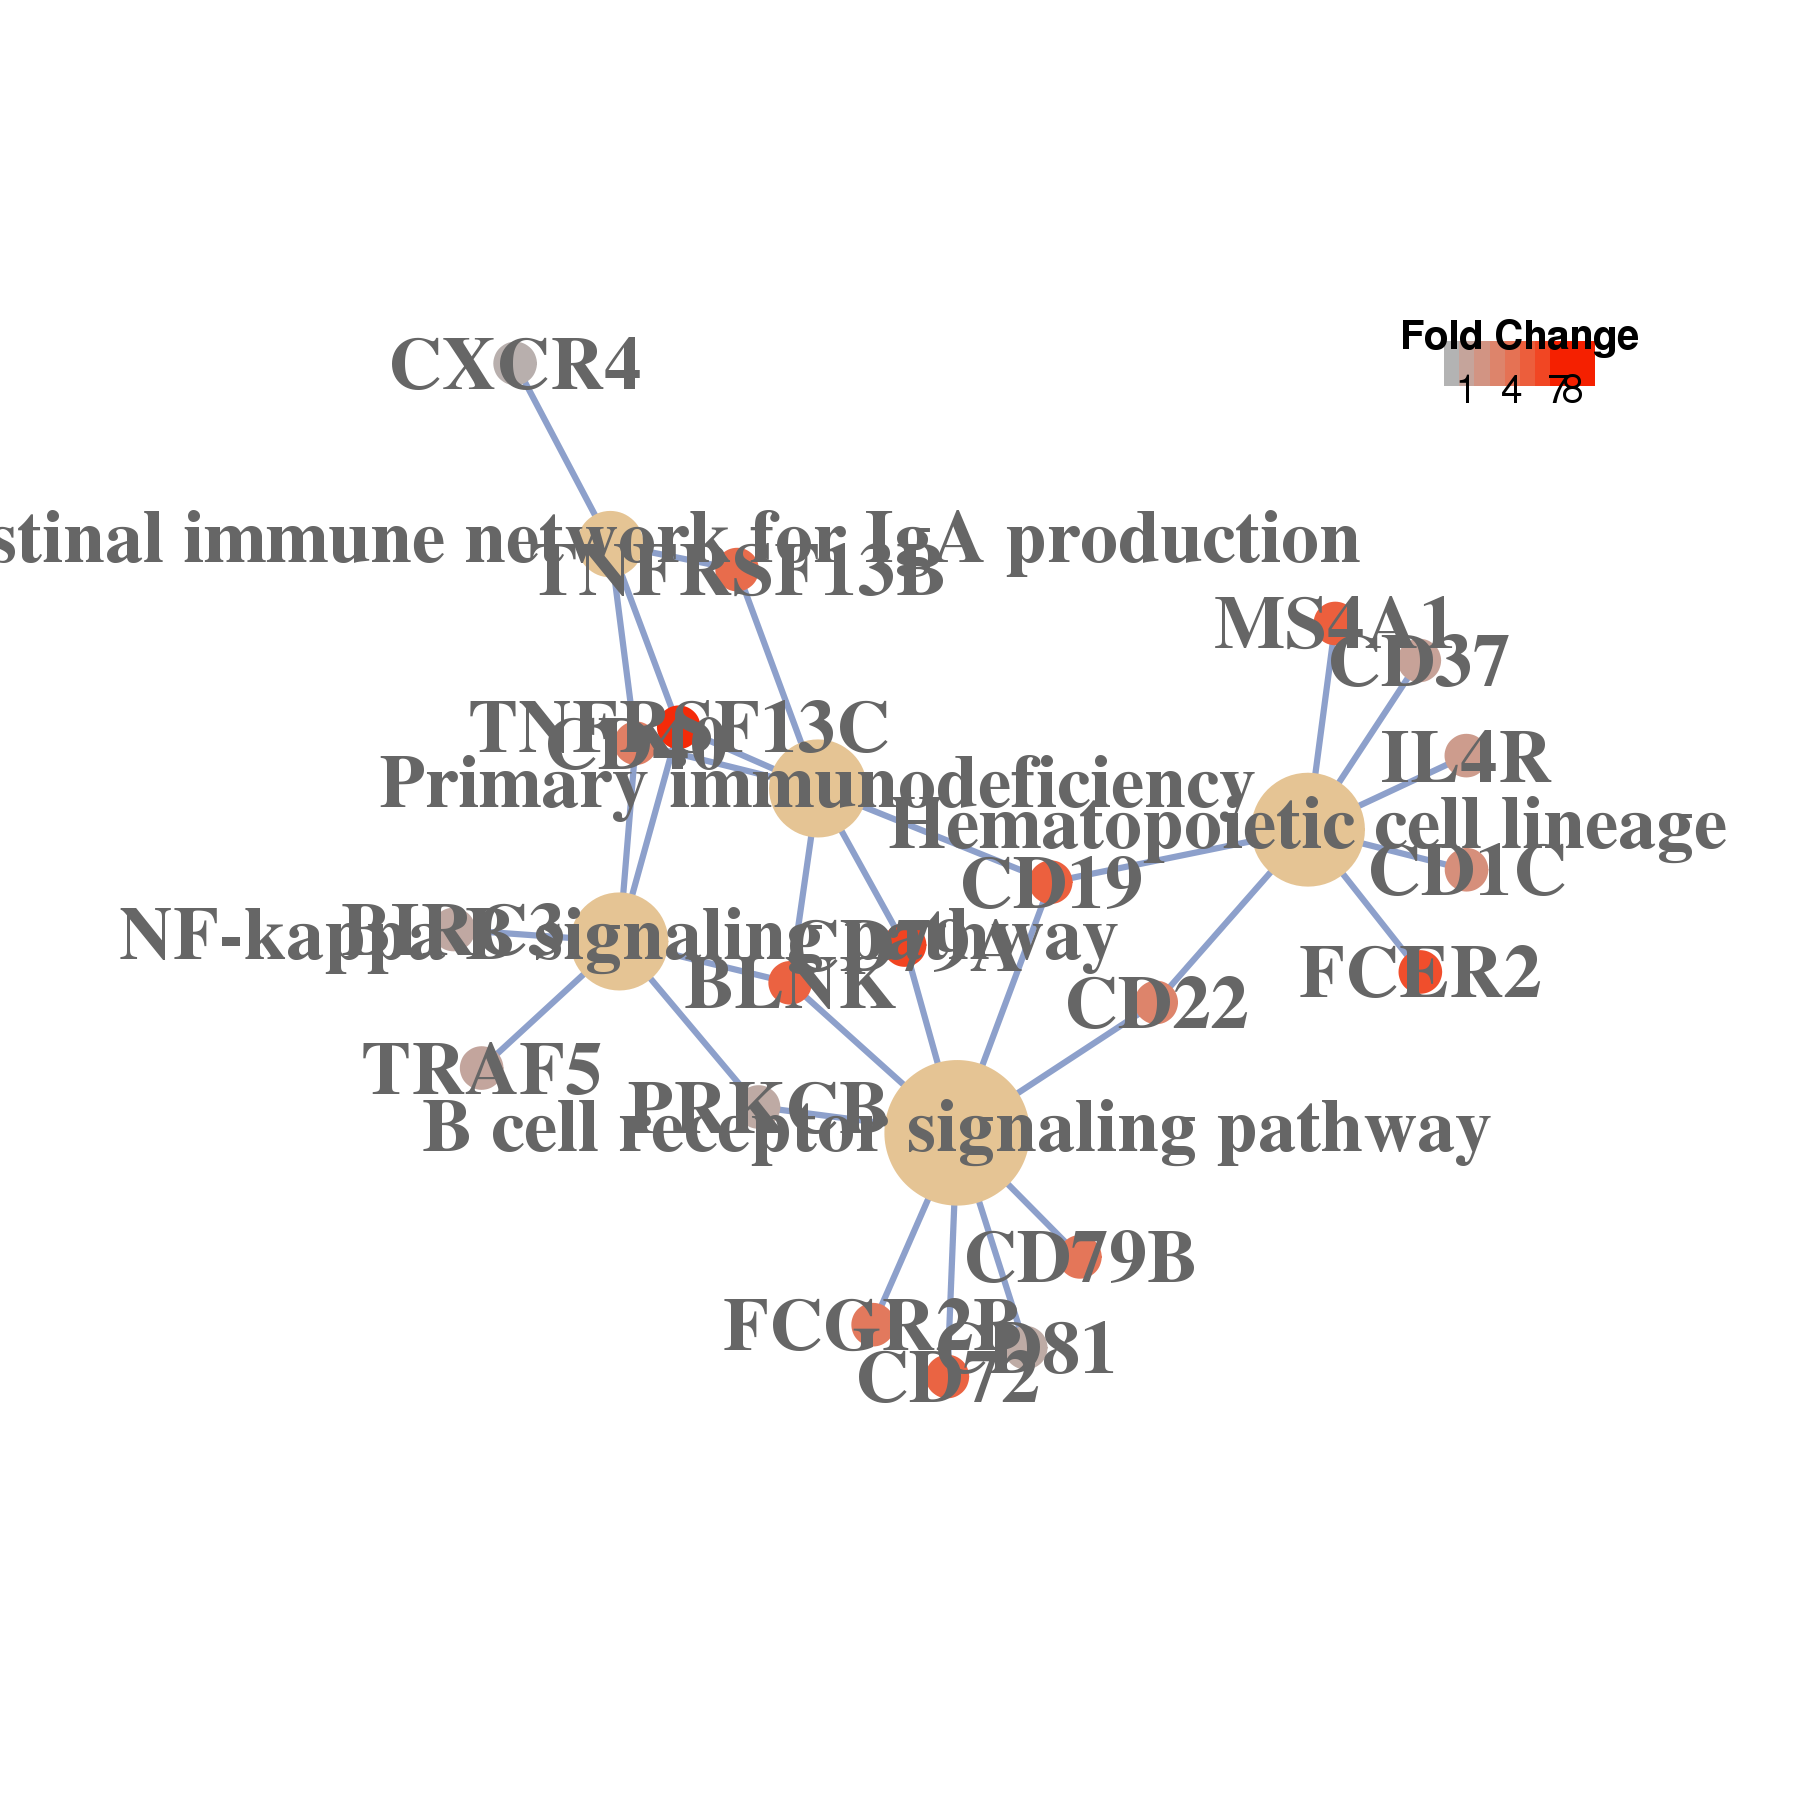 Fold Change
1 4 7 8
CXCR4
stinal immune network for IgA production
TNFRSF13B
MS4A1
CD37
TNFRSF13C
CD40
IL4R
Primary immunodeficiency
Hematopoietic cell lineage
CD1C
CD19
BIRC3
NF-kappa B signaling pathway
CD79A
FCER2
BLNK
CD22
TRAF5
PRKCB
B cell receptor signaling pathway
CD79B
FCGR2B
CD81
CD72